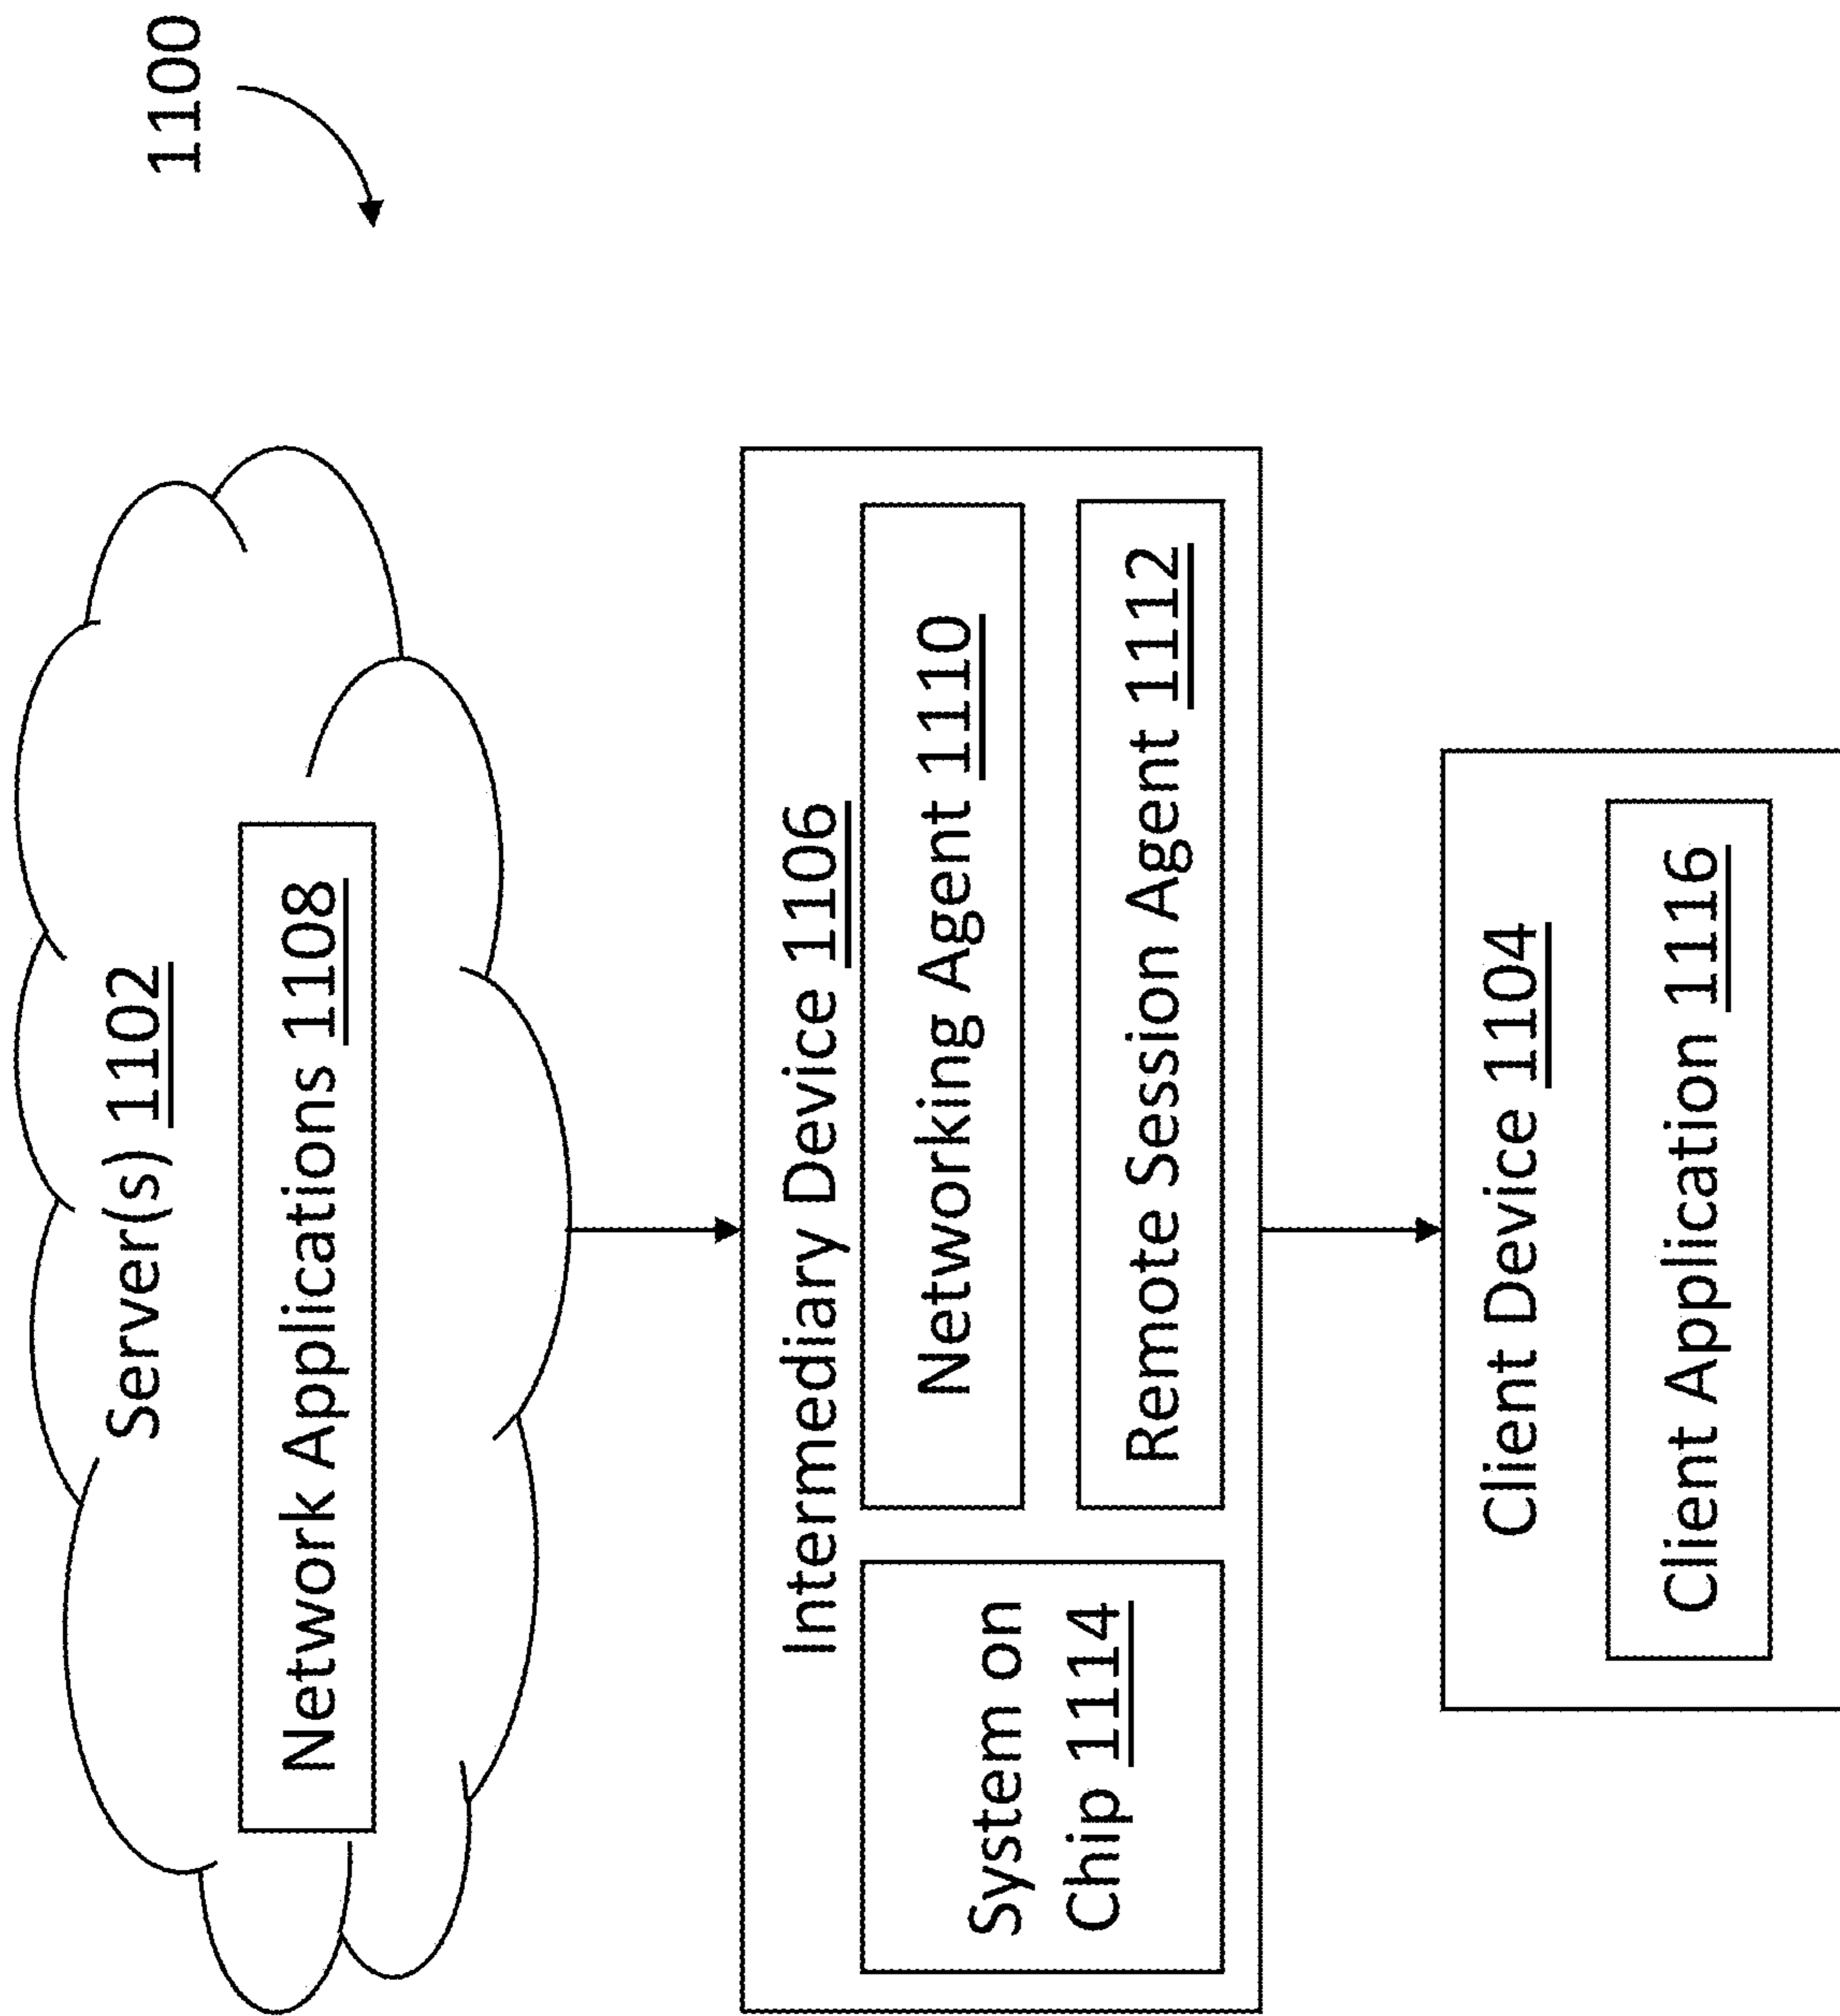 1100
Server(s) 1102
Network Applications 1108
Intermediary Device 1106
System on
Chip 1114
Networking Agent 1110
Remote Session Agent 1112
Client Device 1104
Client Application 1116